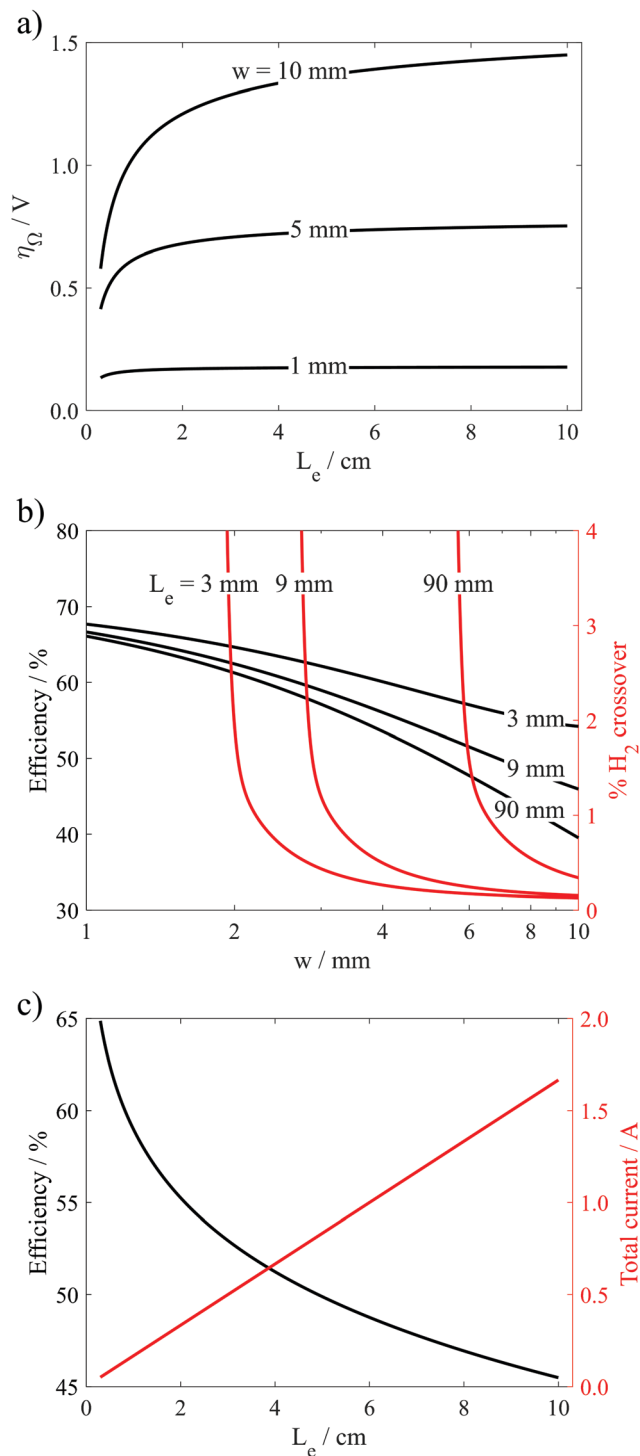 a)
1.5
1.0
0.5
0.0
η_Ω / V
w = 10 mm
5 mm
1 mm
0 2 4 6 8 10
L_e / cm
b)
80
70
60
50
40
30
Efficiency / %
L_e = 3 mm 9 mm 90 mm
3 mm
9 mm
90 mm
4
3
2
1
0
% H_2 crossover
1 2 4 6 8 10
w / mm
c)
65
60
55
50
45
Efficiency / %
2.0
1.5
1.0
0.5
0.0
Total current / A
0 2 4 6 8 10
L_e / cm